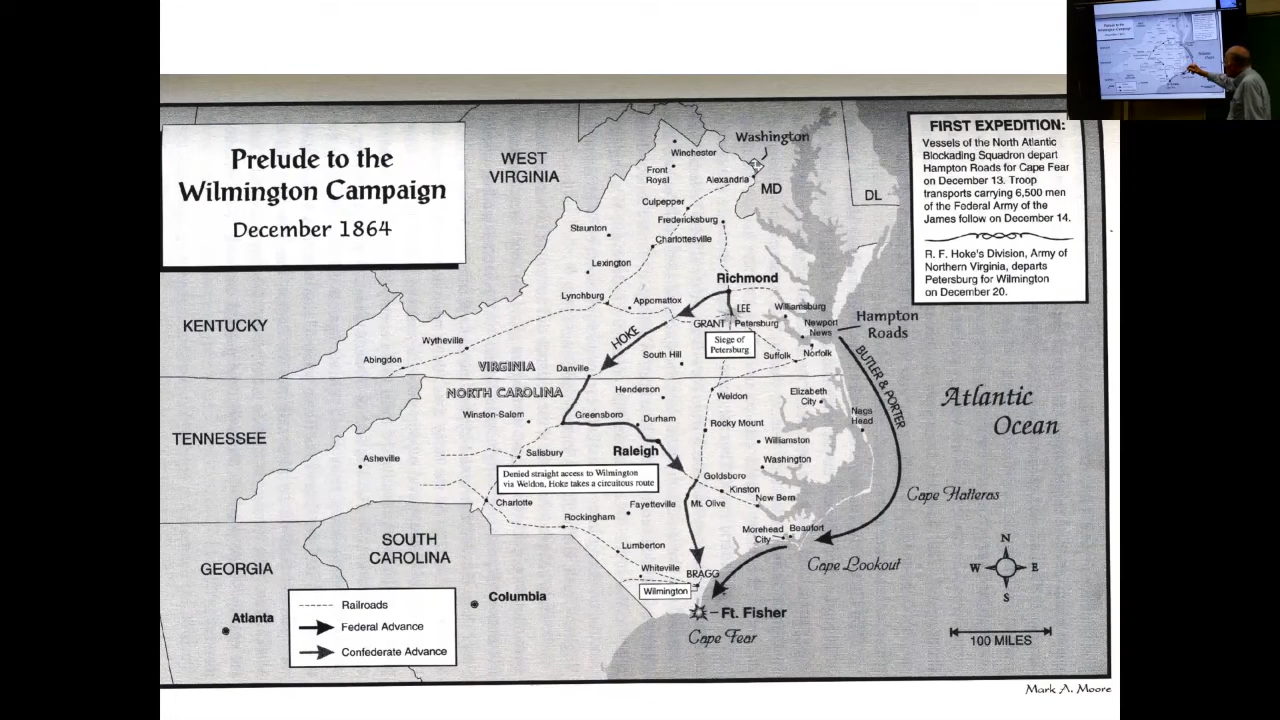 Prelude to the
Wilmington Campaign
December 1864
FIRST EXPEDITION:
Vessels of the North Atlantic
Blockading Squadron depart
Hampton Roads for Cape Fear
on December 13. Troop
transports carrying 6,500 men
of the Federal Army of the
James follow on December 14.
R. F. Hoke's Division, Army of
Northern Virginia, departs
Petersburg for Wilmington
on December 20.
Washington
WEST
VIRGINIA
Winchester
Front
Royal
Alexandria
MD
DL
Culpepper
Fredericksburg
Staunton
Charlottesville
Lexington
Richmond
Lynchburg
Appomattox
LEE
Williamsburg
GRANT
Petersburg
Newport
News
Hampton
Roads
KENTUCKY
HOKE
Siege of
Petersburg
Wytheville
Abingdon
South Hill
Suffolk
Norfolk
BUTLER & PORTER
VIRGINIA
Danville
NORTH CAROLINA
Henderson
Weldon
Elizabeth
City
Atlantic
Ocean
Winston-Salem
Greensboro
Durham
Rocky Mount
Nags
Head
TENNESSEE
Raleigh
Williamston
Asheville
Salisbury
Washington
Denied straight access to Wilmington
via Weldon, Hoke takes a circuitous route
Goldsboro
Kinston
Cape Hatteras
Charlotte
Fayetteville
Mt. Olive
New Bern
Rockingham
Morehead
City
Beaufort
SOUTH
CAROLINA
Lumberton
Cape Lookout
N
W
E
S
GEORGIA
Whiteville
BRAGG
Wilmington
Columbia
Atlanta
Railroads
Federal Advance
Confederate Advance
Ft. Fisher
Cape Fear
100 MILES
Mark A. Moore
Prelude to the
Wilmington Campaign